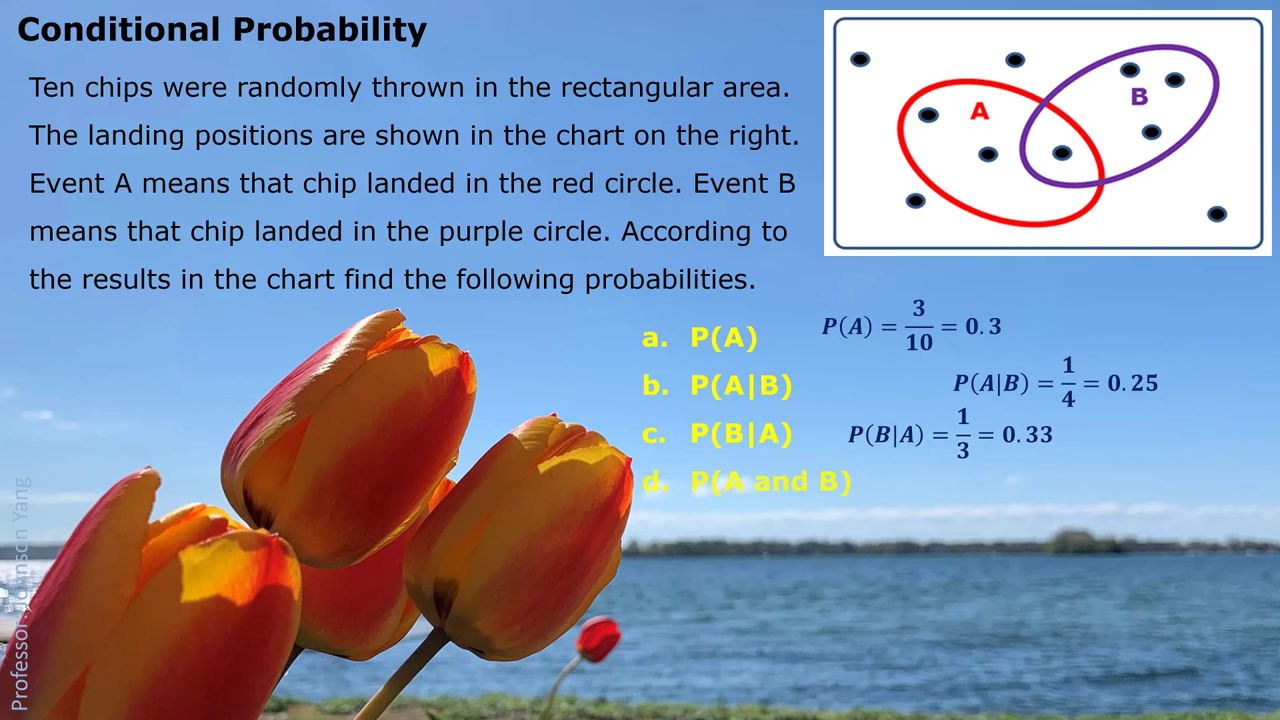 Conditional Probability
Ten chips were randomly thrown in the rectangular area.
The landing positions are shown in the chart on the right.
Event A means that chip landed in the red circle. Event B
means that chip landed in the purple circle. According to
the results in the chart find the following probabilities.
A
B
a. P(A)
P(A) = 3/10 = 0.3
b. P(A|B)
P(A|B) = 1/4 = 0.25
c. P(B|A)
P(B|A) = 1/3 = 0.33
d. P(A and B)
Professor: Johnson Yang